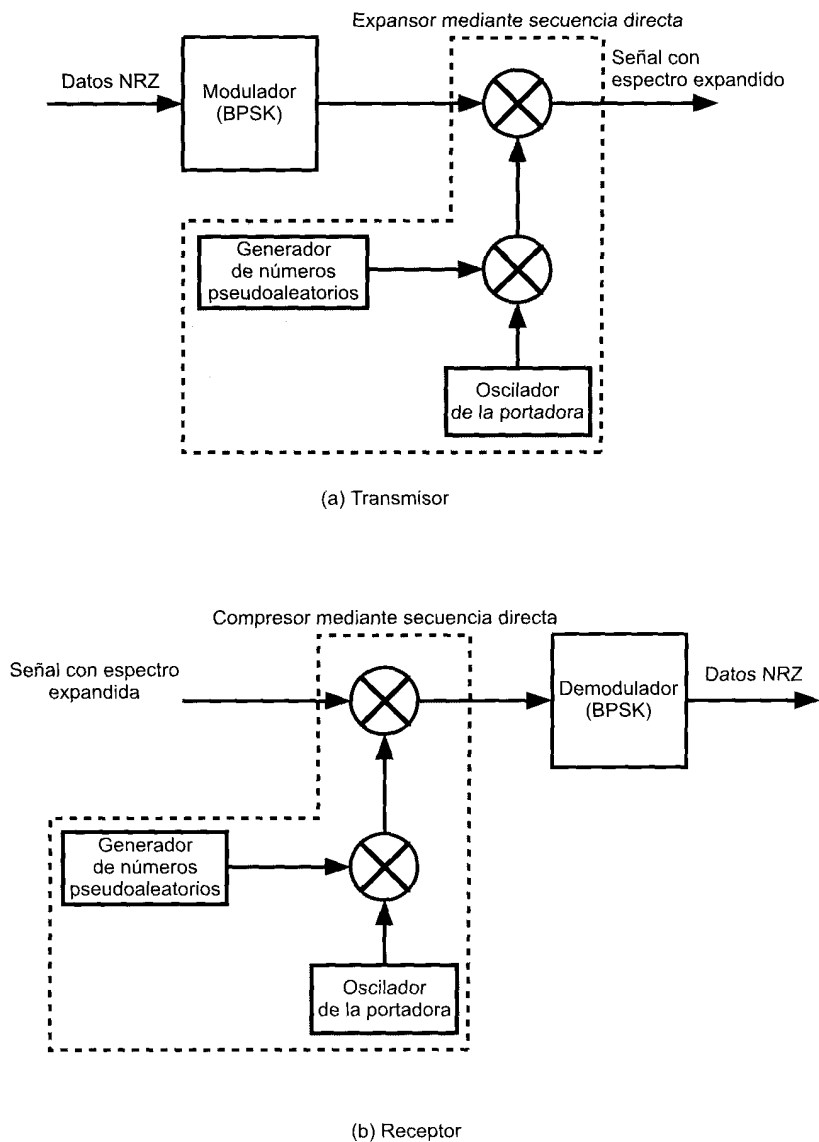 Expansor mediante secuencia directa
Datos NRZ
Modulador
(BPSK)
Señal con
espectro expandido
Generador
de números
pseudoaleatorios
Oscilador
de la portadora
(a) Transmisor
Compresor mediante secuencia directa
Señal con espectro
expandida
Demodulador
(BPSK)
Datos NRZ
Generador
de números
pseudoaleatorios
Oscilador
de la portadora
(b) Receptor